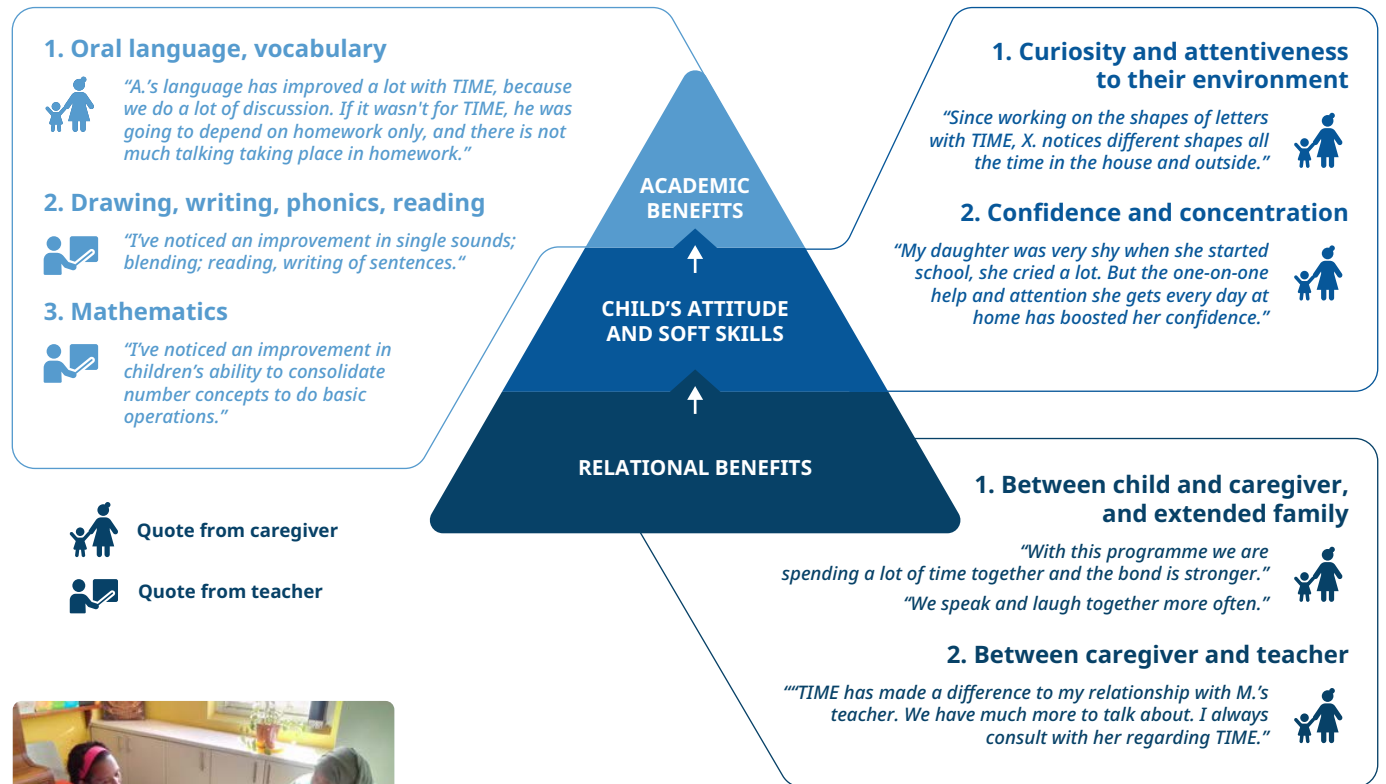 1. Oral language, vocabulary
“A.’s language has improved a lot with TIME, because
we do a lot of discussion. If it wasn't for TIME, he was
going to depend on homework only, and there is not
much talking taking place in homework.”
2. Drawing, writing, phonics, reading
“I’ve noticed an improvement in single sounds;
blending; reading, writing of sentences.“
3. Mathematics
“I’ve noticed an improvement in
children’s ability to consolidate
number concepts to do basic
operations.”
Quote from caregiver
Quote from teacher
ACADEMIC
BENEFITS
CHILD’S ATTITUDE
AND SOFT SKILLS
RELATIONAL BENEFITS
1. Curiosity and attentiveness
to their environment
“Since working on the shapes of letters
with TIME, X. notices different shapes all
the time in the house and outside.”
2. Confidence and concentration
“My daughter was very shy when she started
school, she cried a lot. But the one-on-one
help and attention she gets every day at
home has boosted her confidence.”
1. Between child and caregiver,
and extended family
“With this programme we are
spending a lot of time together and the bond is stronger.”
“We speak and laugh together more often.”
2. Between caregiver and teacher
““TIME has made a difference to my relationship with M.’s
teacher. We have much more to talk about. I always
consult with her regarding TIME.”